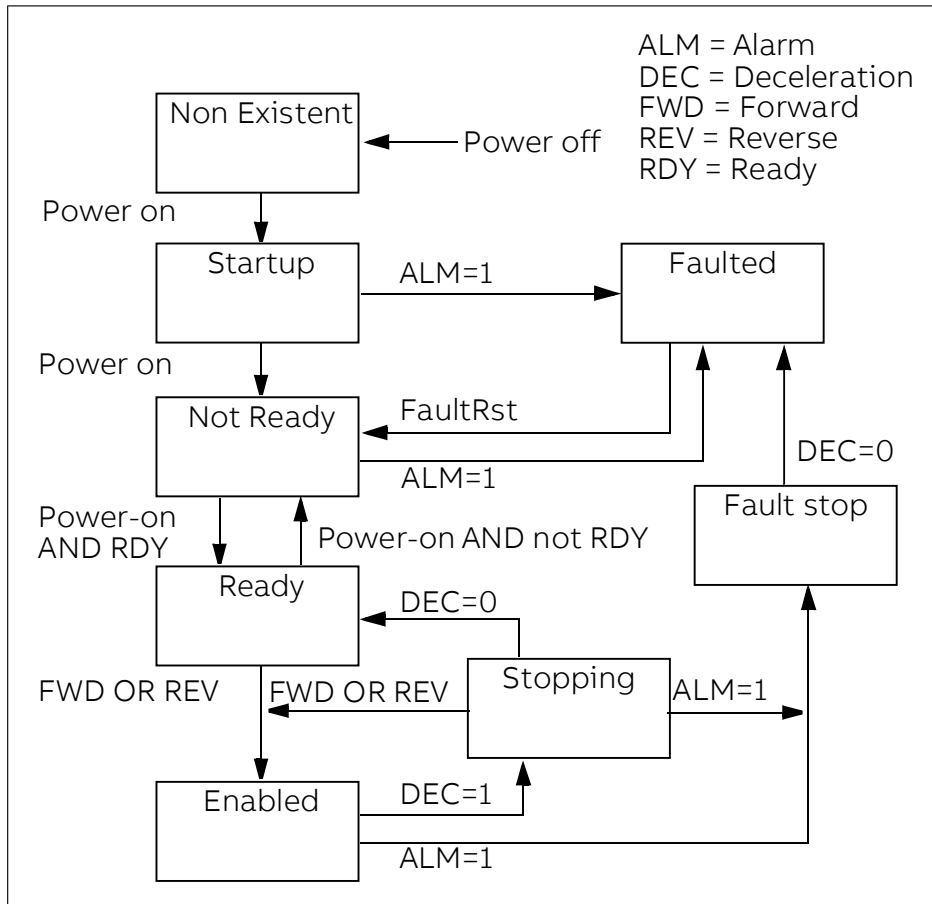 ALM = Alarm
DEC = Deceleration
FWD = Forward
REV = Reverse
RDY = Ready
Non Existent
Power off
Power on
Startup
ALM=1
Faulted
Power on
Not Ready
FaultRst
ALM=1
DEC=0
Power-on
AND RDY
Power-on AND not RDY
Fault stop
Ready
DEC=0
FWD OR REV
FWD OR REV
Stopping
ALM=1
Enabled
DEC=1
ALM=1